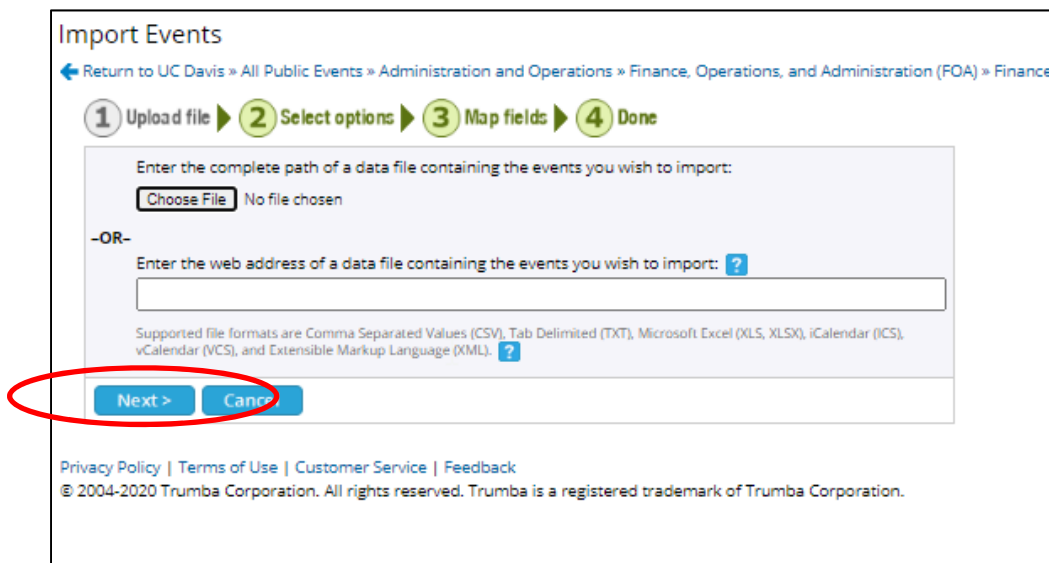 Import Events
Return to UC Davis » All Public Events » Administration and Operations » Finance, Operations, and Administration (FOA) » Finance
1 Upload file 2 Select options 3 Map fields 4 Done
Enter the complete path of a data file containing the events you wish to import:
Choose File No file chosen
–OR–
Enter the web address of a data file containing the events you wish to import: ?
Supported file formats are Comma Separated Values (CSV), Tab Delimited (TXT), Microsoft Excel (XLS, XLSX), iCalendar (ICS),
vCalendar (VCS), and Extensible Markup Language (XML). ?
Next > Cancel
Privacy Policy | Terms of Use | Customer Service | Feedback
© 2004-2020 Trumba Corporation. All rights reserved. Trumba is a registered trademark of Trumba Corporation.